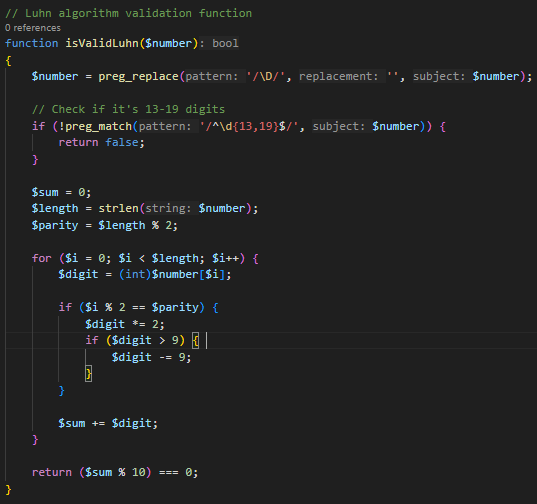 // Luhn algorithm validation function
0 references
function isValidLuhn($number): bool
{
$number = preg_replace(pattern: '/\D/', replacement: '', subject: $number);
// Check if it's 13-19 digits
if (!preg_match(pattern: '/^\d{13,19}$/', subject: $number)) {
return false;
}
$sum = 0;
$length = strlen(string: $number);
$parity = $length % 2;
for ($i = 0; $i < $length; $i++) {
$digit = (int)$number[$i];
if ($i % 2 == $parity) {
$digit *= 2;
if ($digit > 9) {
$digit -= 9;
}
}
$sum += $digit;
}
return ($sum % 10) === 0;
}